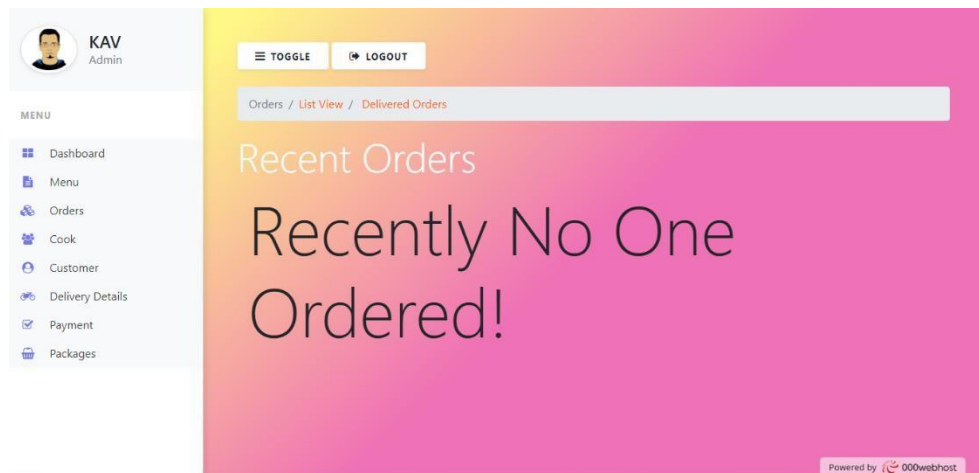 KAV
Admin
MENU
Dashboard
Menu
Orders
Cook
Customer
Delivery Details
Payment
Packages
TOGGLE
LOGOUT
Orders / List View / Delivered Orders
Recent Orders
Recently No One
Ordered!
Powered by 000webhost